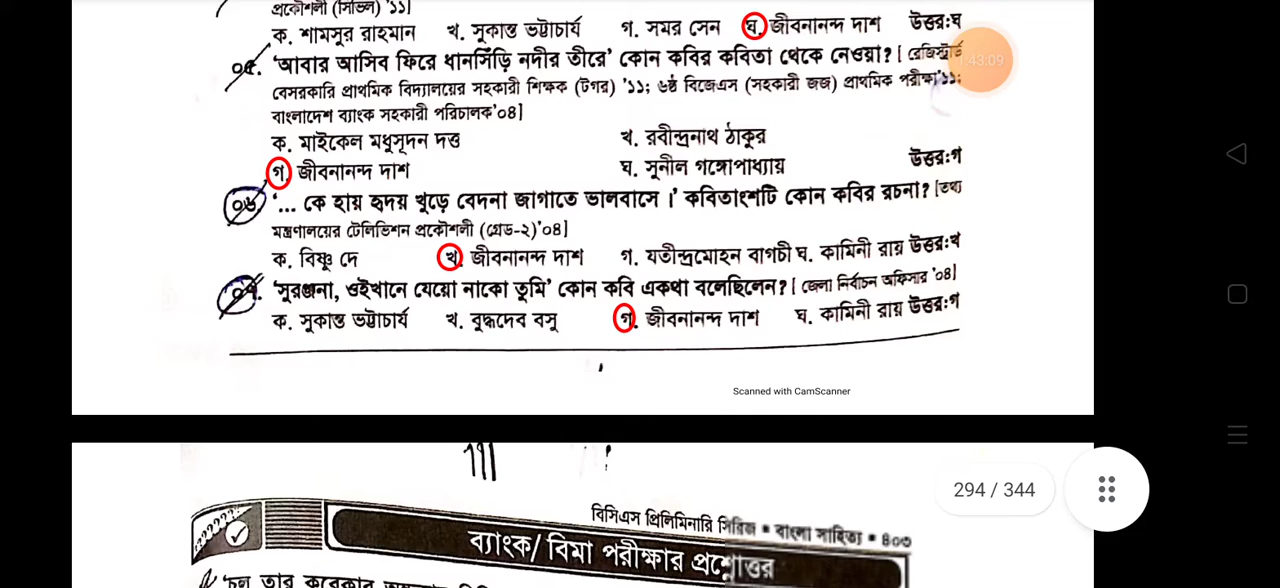 প্রকৌশলী (সিভিল) '১১]
ক. শামসুর রাহমান খ. সুকান্ত ভট্টাচার্য গ. সমর সেন ঘ. জীবনানন্দ দাশ উত্তর:ঘ
০৫. 'আবার আসিব ফিরে ধানসিঁড়ি নদীর তীরে' কোন কবির কবিতা থেকে নেওয়া? [ রেজিস্টার্ড
বেসরকারি প্রাথমিক বিদ্যালয়ের সহকারী শিক্ষক (টগর) '১১; ৬ষ্ঠ বিজেএস (সহকারী জজ) প্রাথমিক পরীক্ষা'১১;
43:09
বাংলাদেশ ব্যাংক সহকারী পরিচালক'০৪]
ক. মাইকেল মধুসূদন দত্ত খ. রবীন্দ্রনাথ ঠাকুর
গ. জীবনানন্দ দাশ ঘ. সুনীল গঙ্গোপাধ্যায় উত্তর:গ
০৬. '... কে হায় হৃদয় খুড়ে বেদনা জাগাতে ভালবাসে।' কবিতাংশটি কোন কবির রচনা? [তথ্য
মন্ত্রণালয়ের টেলিভিশন প্রকৌশলী (গ্রেড-২)'০৪]
ক. বিষ্ণু দে খ. জীবনানন্দ দাশ গ. যতীন্দ্রমোহন বাগচী ঘ. কামিনী রায় উত্তর:খ
০৭. 'সুরঞ্জনা, ওইখানে যেয়ো নাকো তুমি' কোন কবি একথা বলেছিলেন? [ জেলা নির্বাচন অফিসার '০৪]
ক. সুকান্ত ভট্টাচার্য খ. বুদ্ধদেব বসু গ. জীবনানন্দ দাশ ঘ. কামিনী রায় উত্তর:গ
Scanned with CamScanner
294 / 344
বিসিএস প্রিলিমিনারি সিরিজ * বাংলা সাহিত্য * ৪০৩
ব্যাংক/ বিমা পরীক্ষার প্রশ্নোত্তর